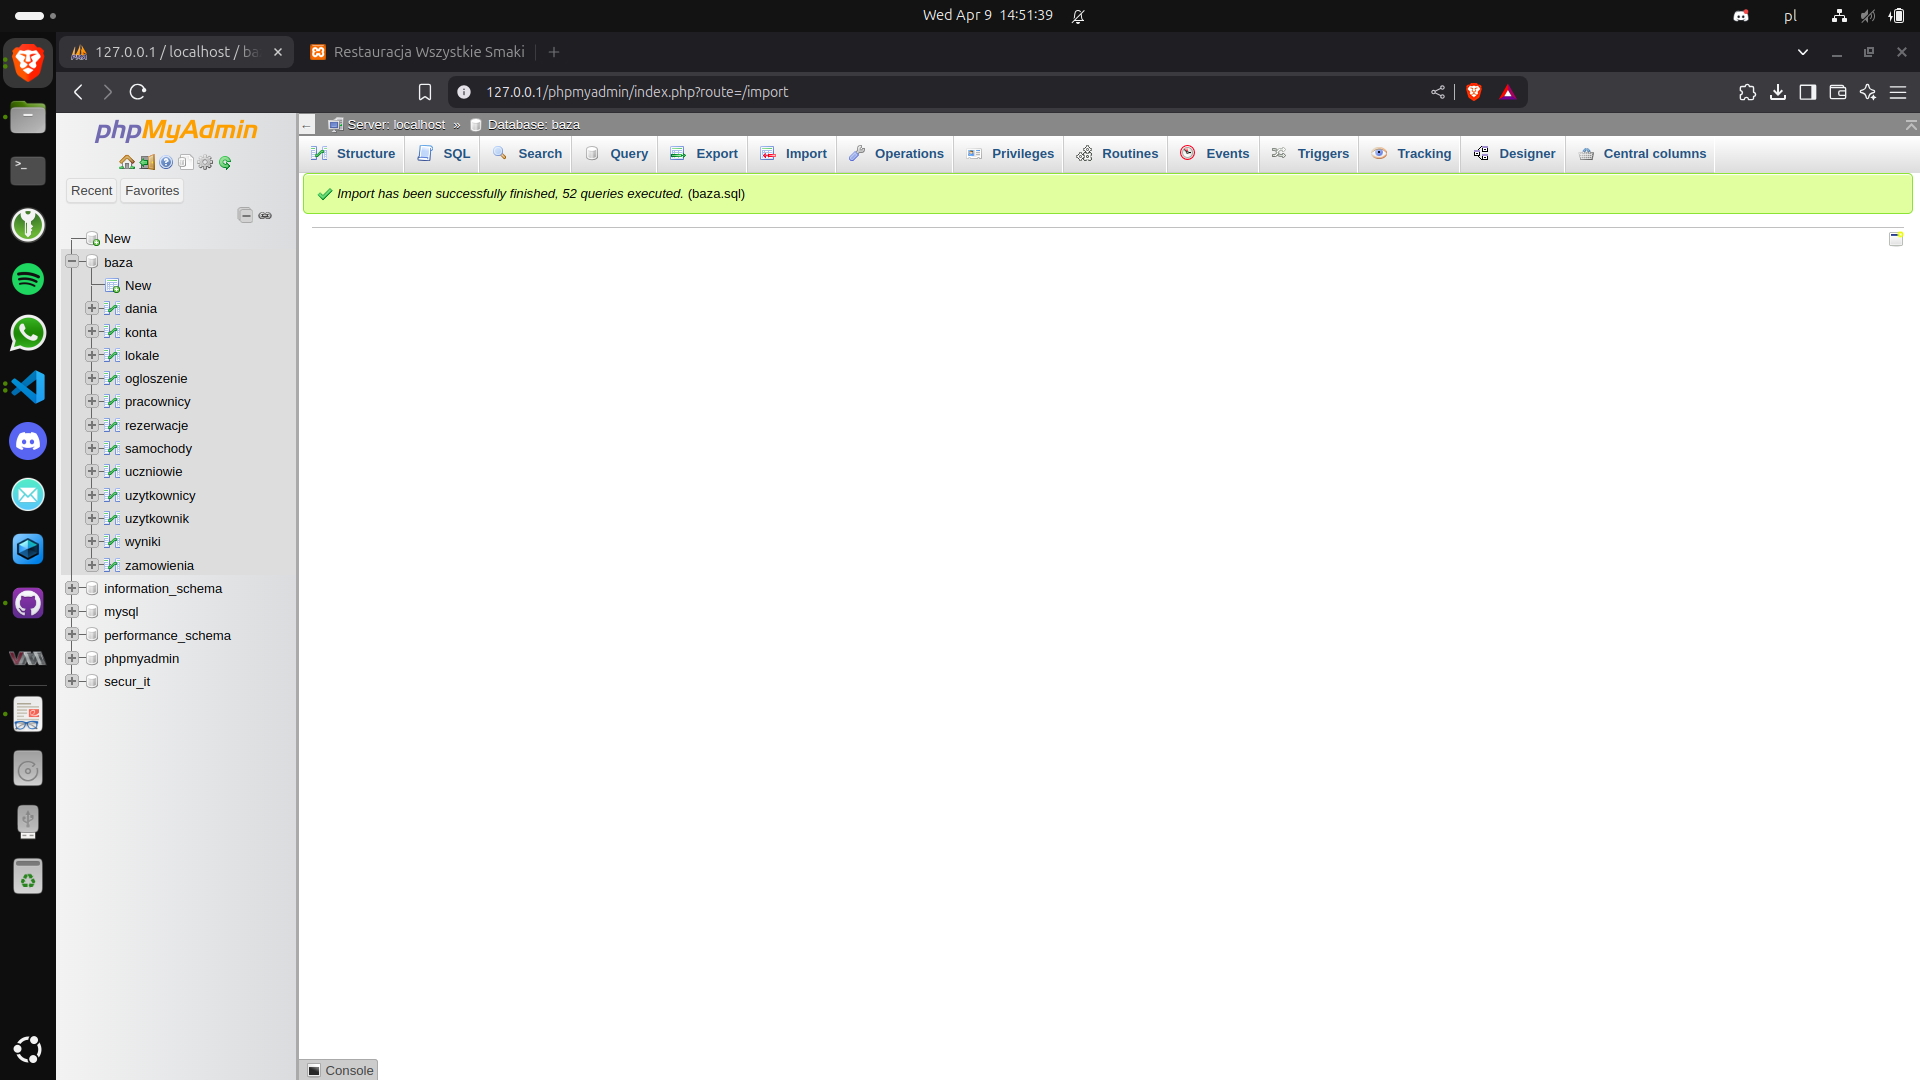 Wed Apr 9 14:51:39
pl
127.0.0.1 / localhost / ba
Restauracja Wszystkie Smaki
127.0.0.1/phpmyadmin/index.php?route=/import
phpMyAdmin
Recent
Favorites
New
baza
New
dania
konta
lokale
ogloszenie
pracownicy
rezerwacje
samochody
uczniowie
uzytkownicy
uzytkownik
wyniki
zamowienia
information_schema
mysql
performance_schema
phpmyadmin
secur_it
Server: localhost » Database: baza
Structure
SQL
Search
Query
Export
Import
Operations
Privileges
Routines
Events
Triggers
Tracking
Designer
Central columns
Import has been successfully finished, 52 queries executed. (baza.sql)
Console